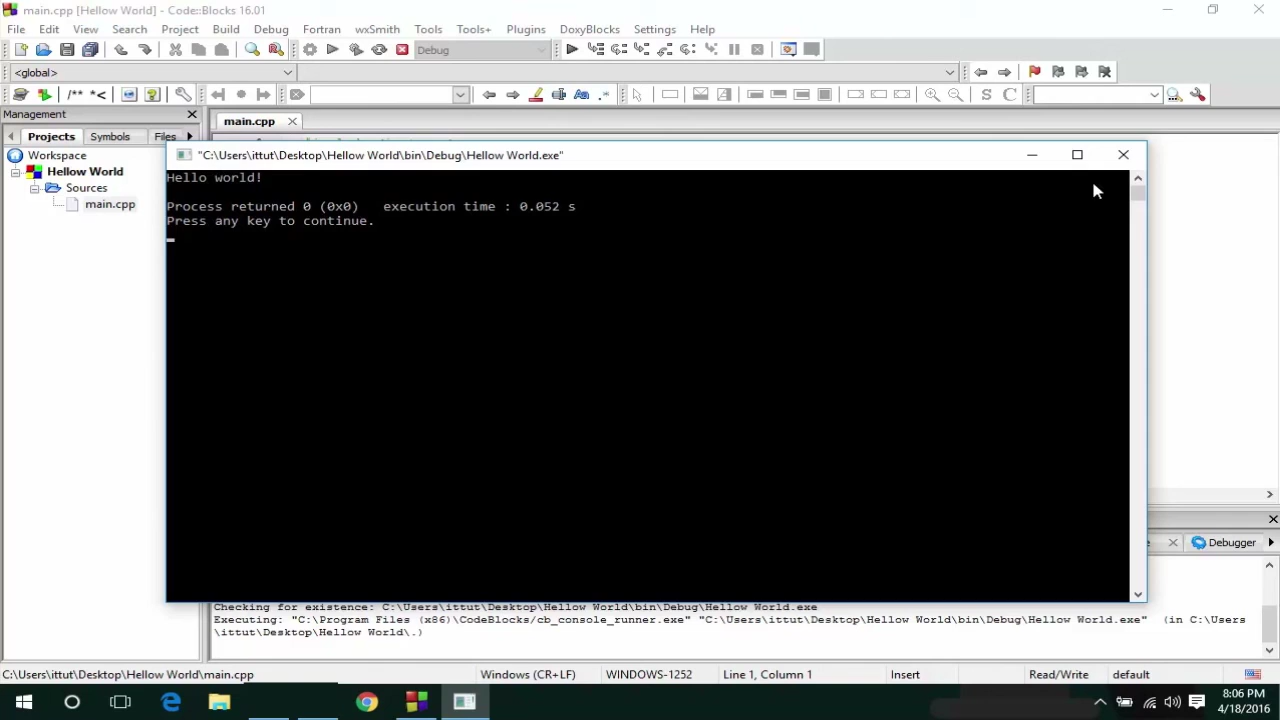 main.cpp [Hellow World] - Code::Blocks 16.01
File Edit View Search Project Build Debug Fortran wxSmith Tools Tools+ Plugins DoxyBlocks Settings Help
Debug
<global>
/** *<
S C
Management
main.cpp
Projects Symbols Files
Workspace
Hellow World
Sources
main.cpp
"C:\Users\ittut\Desktop\Hellow World\bin\Debug\Hellow World.exe"
Hello world!
Process returned 0 (0x0) execution time : 0.052 s
Press any key to continue.
Debugger
Checking for existence: C:\Users\ittut\Desktop\Hellow World\bin\Debug\Hellow World.exe
Executing: "C:\Program Files (x86)\CodeBlocks/cb_console_runner.exe" "C:\Users\ittut\Desktop\Hellow World\bin\Debug\Hellow World.exe" (in C:\Users
\ittut\Desktop\Hellow World\.)
C:\Users\ittut\Desktop\Hellow World\main.cpp Windows (CR+LF) WINDOWS-1252 Line 1, Column 1 Insert Read/Write default
8:06 PM
4/18/2016